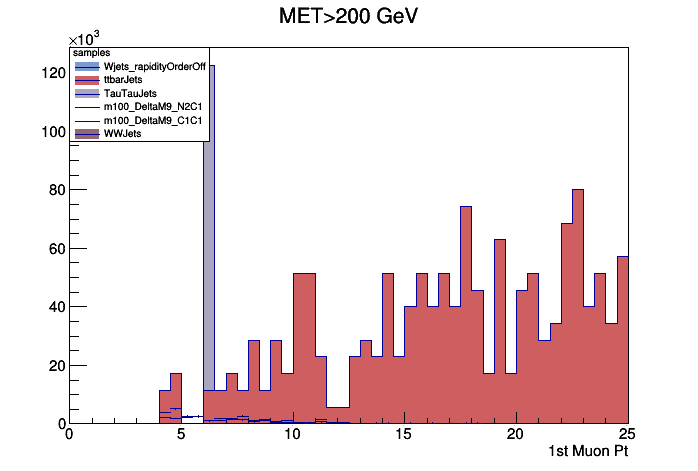 MET>200 GeV
×10³
samples
Wjets_rapidityOrderOff
ttbarJets
TauTauJets
m100_DeltaM9_N2C1
m100_DeltaM9_C1C1
WWJets
120
100
80
60
40
20
0
0 5 10 15 20 25
1st Muon Pt